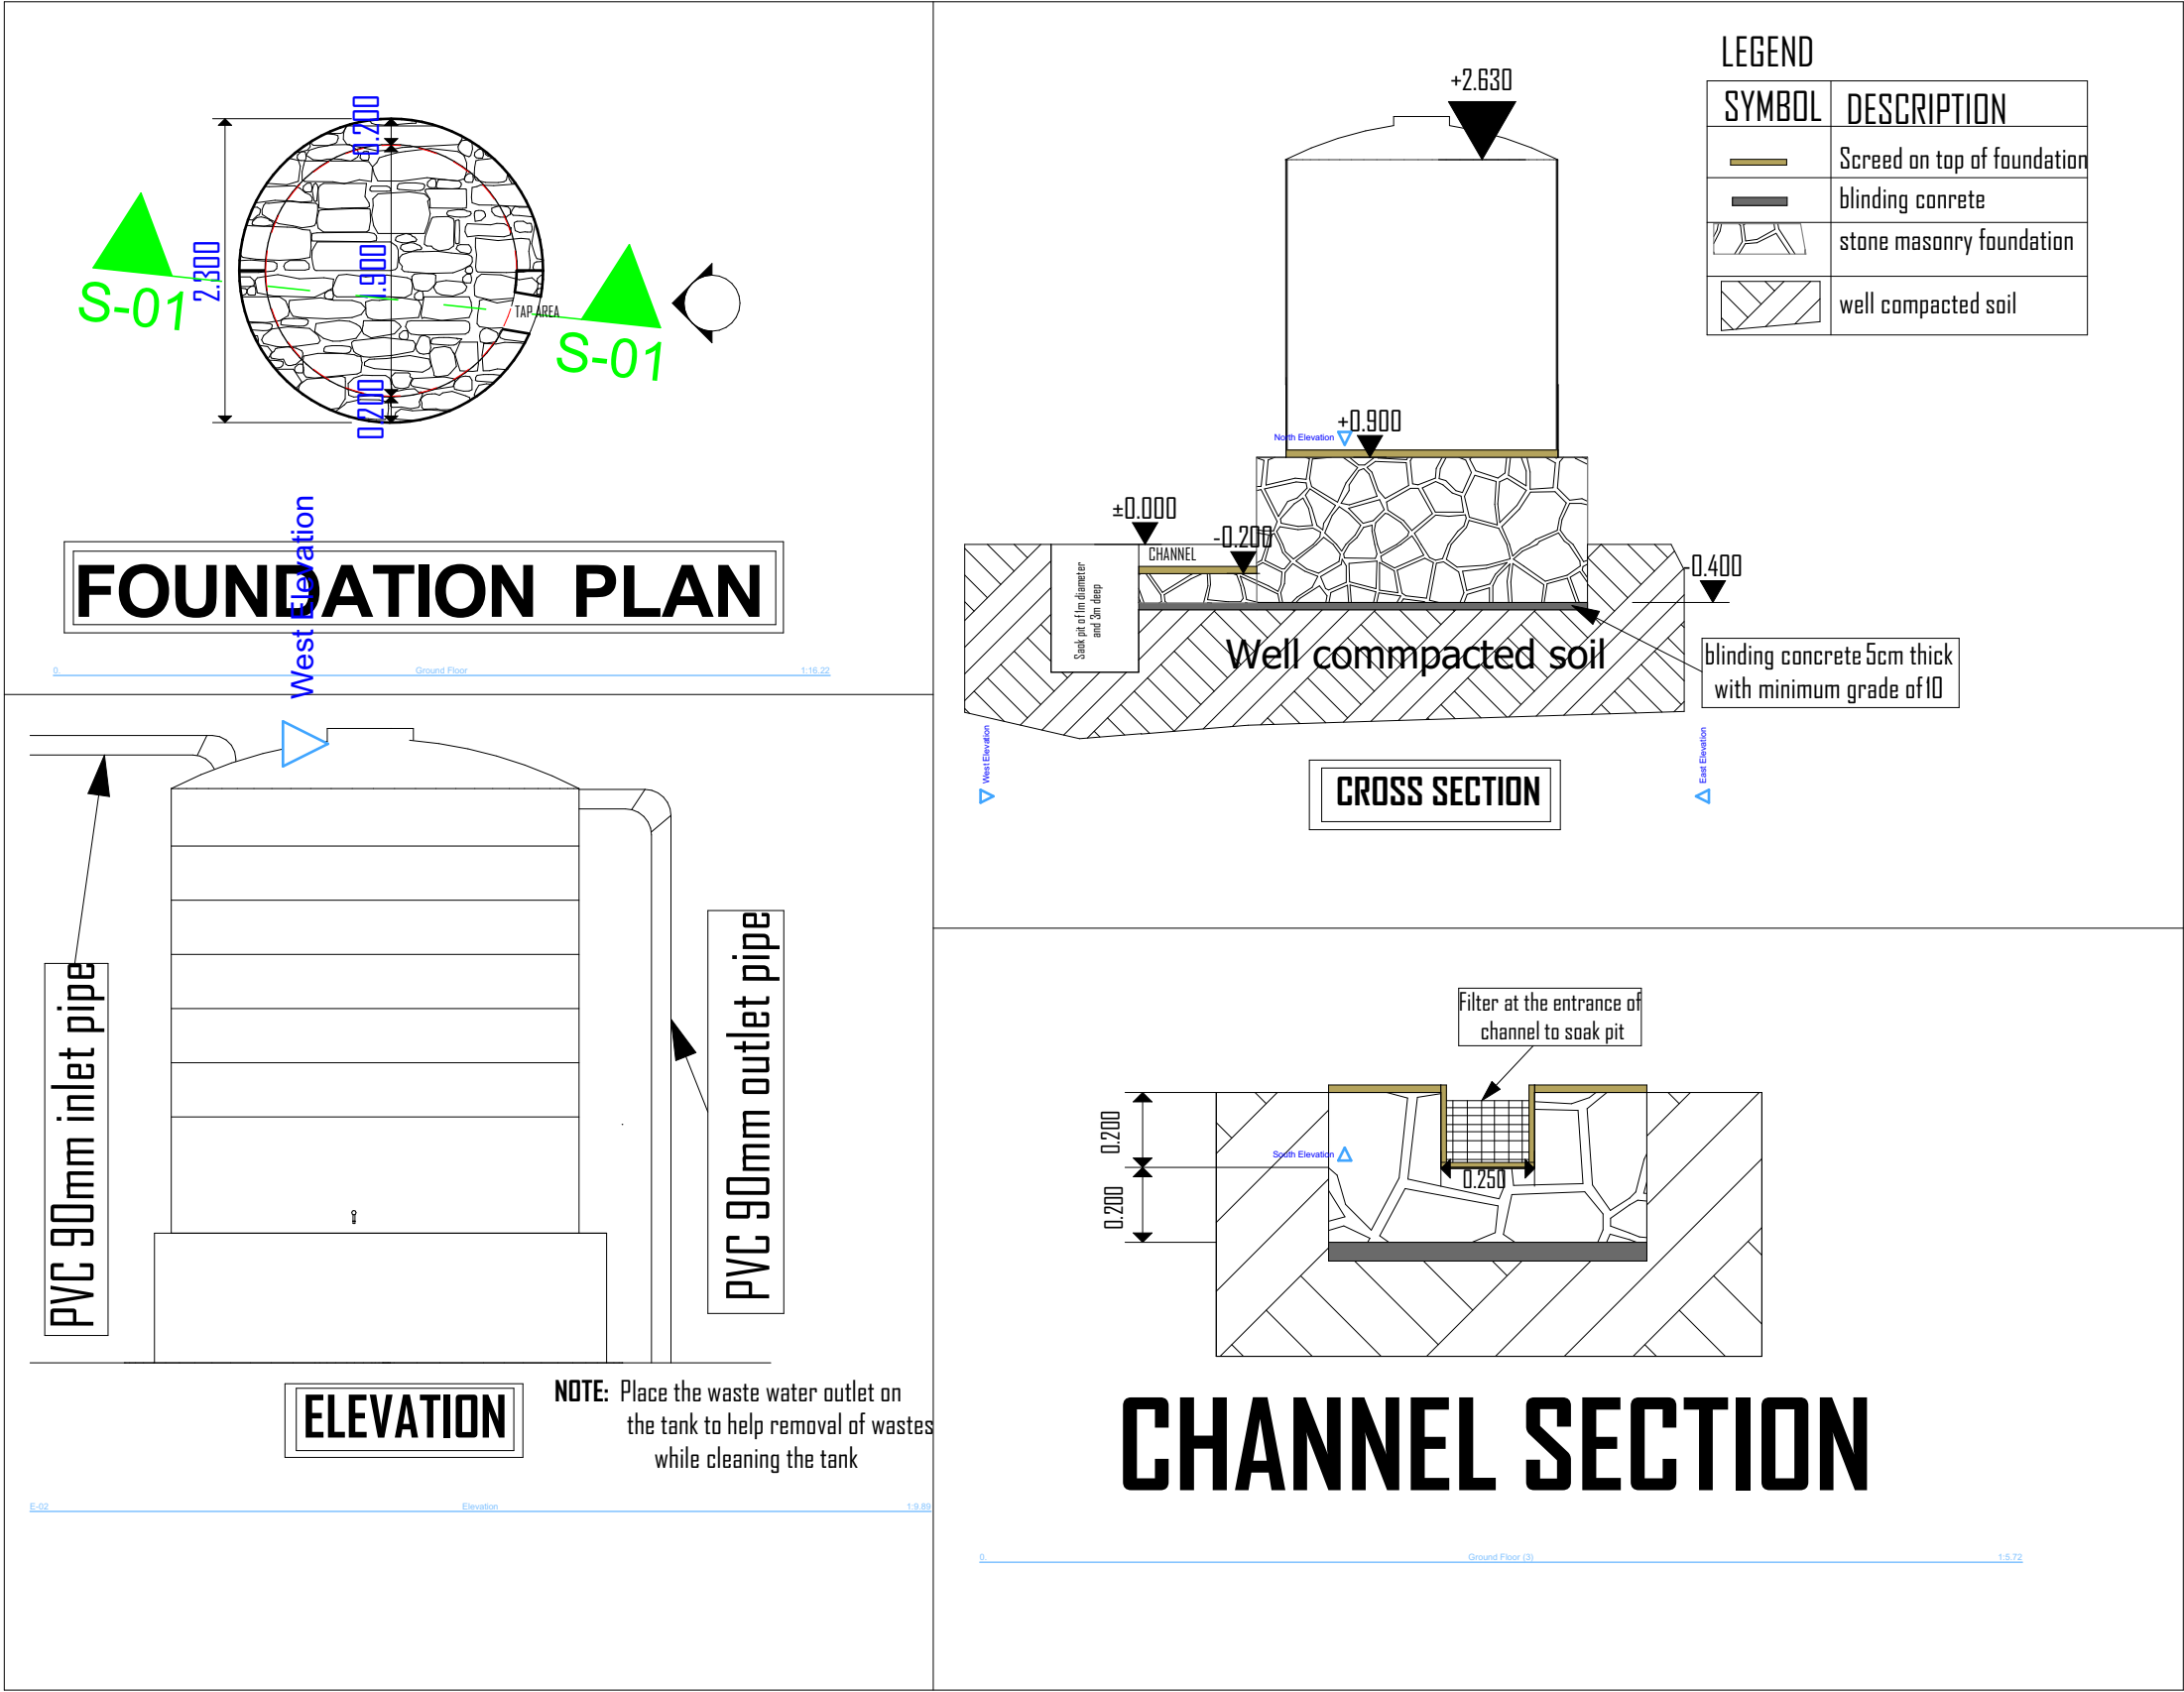 0.200
2.300
1.900
0.200
S-01
S-01
TAP AREA
West Elevation
FOUNDATION PLAN
0.
Ground Floor
1:16.22
PVC 90mm inlet pipe
PVC 90mm outlet pipe
ELEVATION
NOTE: Place the waste water outlet on
the tank to help removal of wastes
while cleaning the tank
E-02
Elevation
1:9.89
LEGEND
SYMBOL DESCRIPTION
Screed on top of foundation
blinding conrete
stone masonry foundation
well compacted soil
+2.630
+0.900
North Elevation
±0.000
-0.200
CHANNEL
-0.400
Saok pit of 1m diameter
and 3m deep
Well commpacted soil
blinding concrete 5cm thick
with minimum grade of10
West Elevation
East Elevation
CROSS SECTION
Filter at the entrance of
channel to soak pit
0.200
0.200
South Elevation
0.250
CHANNEL SECTION
0.
Ground Floor (3)
1:5.72